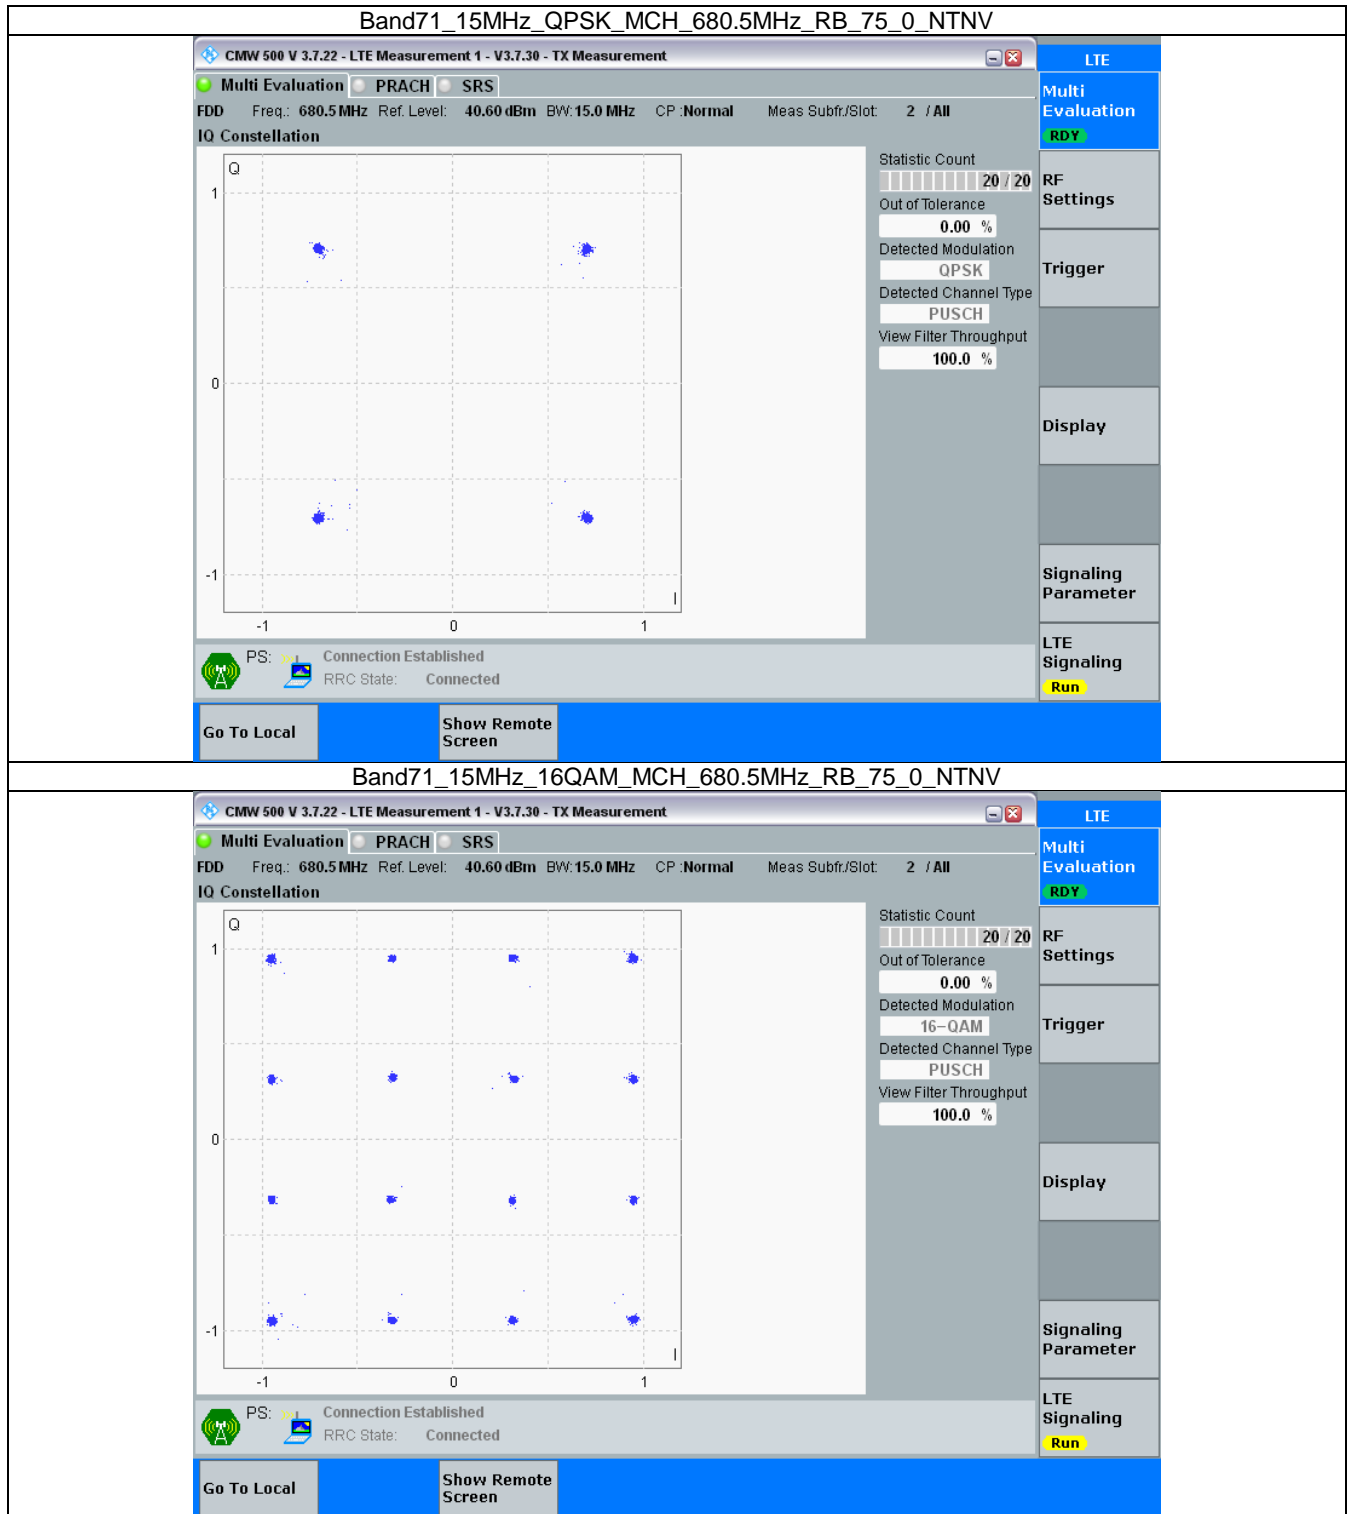 Band71_15MHz_QPSK_MCH_680.5MHz_RB_75_0_NTNV
CMW 500 V 3.7.22 - LTE Measurement 1 - V3.7.30 - TX Measurement
LTE
Multi Evaluation PRACH SRS
Multi
Evaluation
RDY
FDD Freq.: 680.5 MHz Ref. Level: 40.60 dBm BW: 15.0 MHz CP :Normal Meas Subfr./Slot: 2 / All
IQ Constellation
Q
1
0
-1
I
-1 0 1
Statistic Count
20 / 20
Out of Tolerance
0.00 %
Detected Modulation
QPSK
Detected Channel Type
PUSCH
View Filter Throughput
100.0 %
RF
Settings
Trigger
Display
Signaling
Parameter
LTE
Signaling
Run
PS: Connection Established
RRC State: Connected
Go To Local
Show Remote
Screen
Band71_15MHz_16QAM_MCH_680.5MHz_RB_75_0_NTNV
CMW 500 V 3.7.22 - LTE Measurement 1 - V3.7.30 - TX Measurement
LTE
Multi Evaluation PRACH SRS
Multi
Evaluation
RDY
FDD Freq.: 680.5 MHz Ref. Level: 40.60 dBm BW: 15.0 MHz CP :Normal Meas Subfr./Slot: 2 / All
IQ Constellation
Q
1
0
-1
I
-1 0 1
Statistic Count
20 / 20
Out of Tolerance
0.00 %
Detected Modulation
16-QAM
Detected Channel Type
PUSCH
View Filter Throughput
100.0 %
RF
Settings
Trigger
Display
Signaling
Parameter
LTE
Signaling
Run
PS: Connection Established
RRC State: Connected
Go To Local
Show Remote
Screen